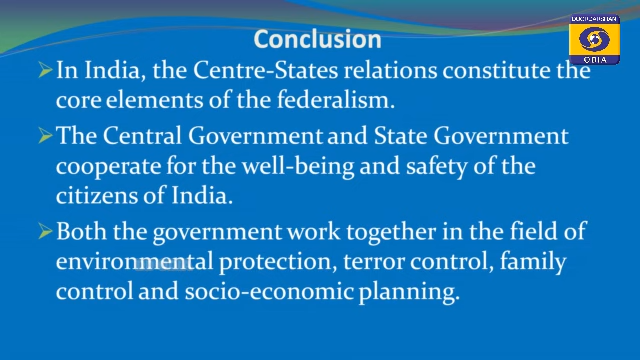 DOORDARSHAN
ODIA
Conclusion
In India, the Centre-States relations constitute the
core elements of the federalism.
The Central Government and State Government
cooperate for the well-being and safety of the
citizens of India.
Both the government work together in the field of
environmental protection, terror control, family
control and socio-economic planning.